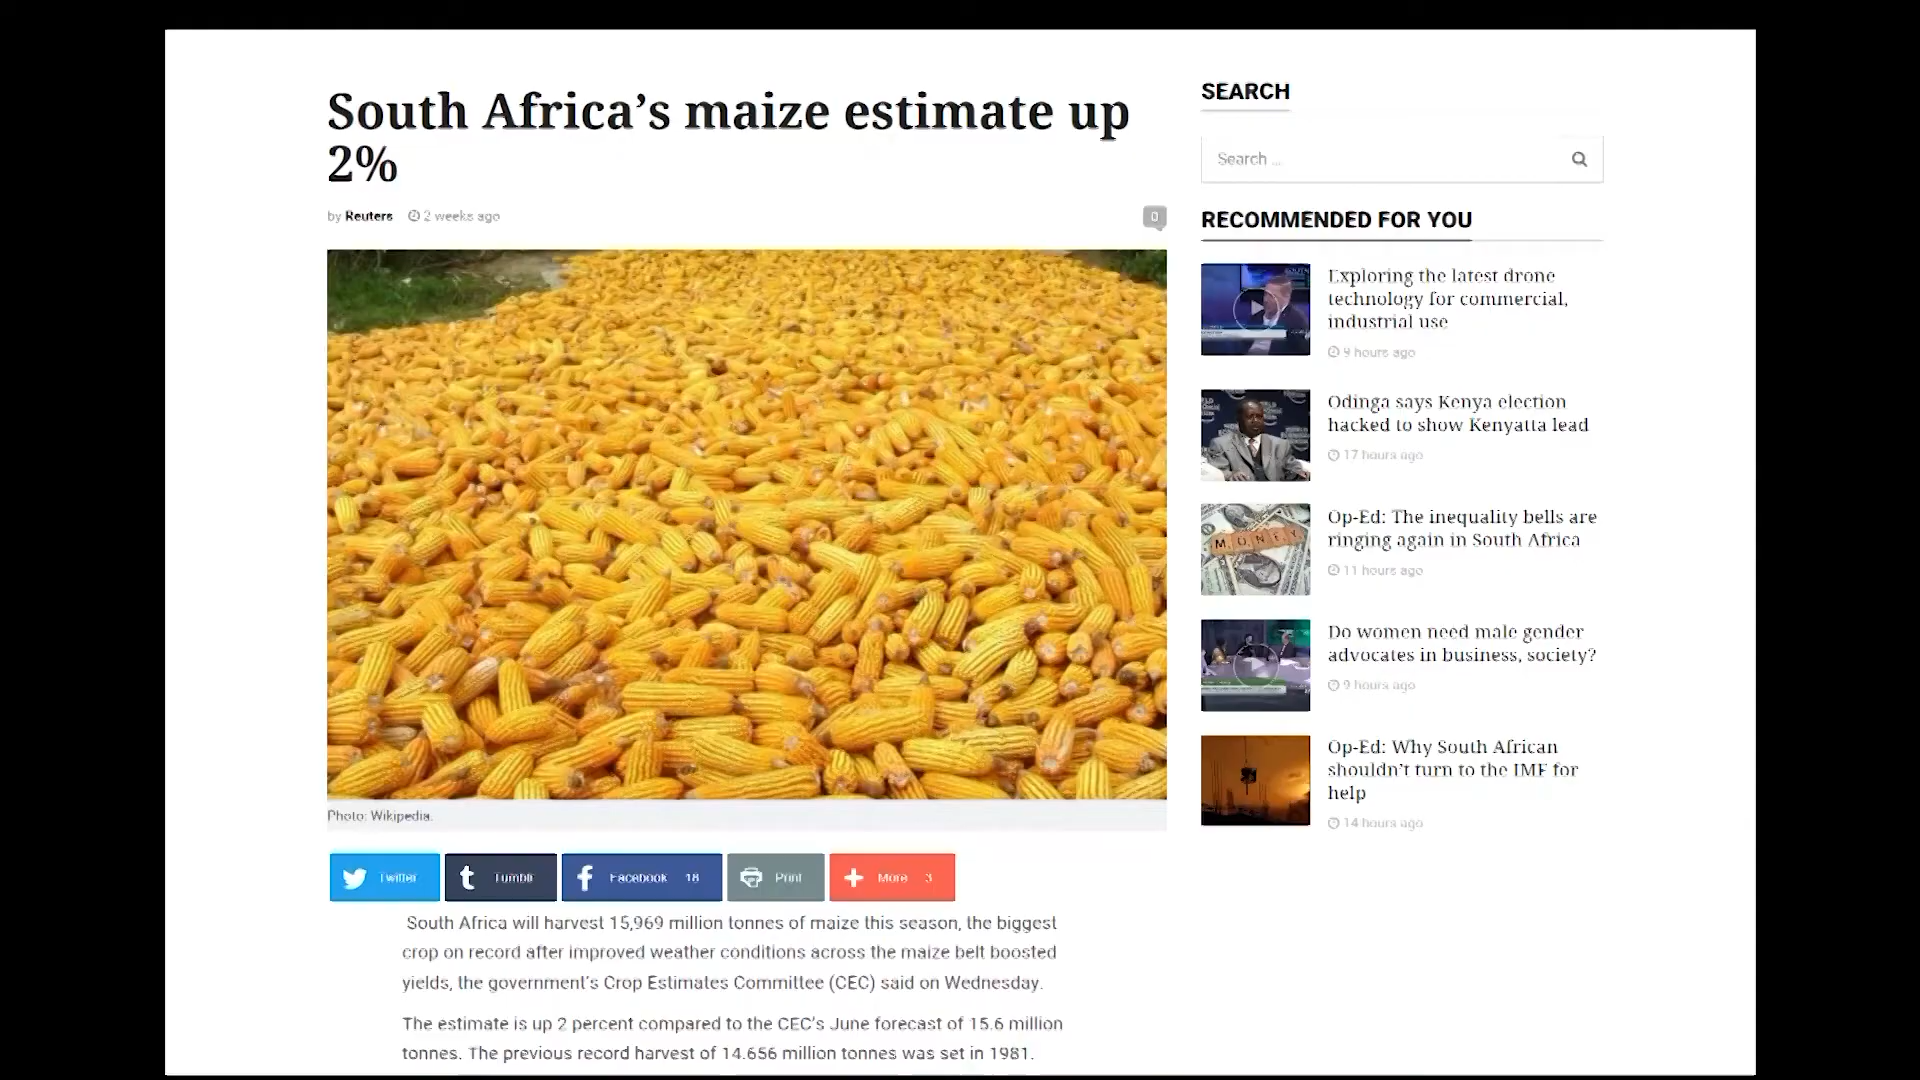 South Africa’s maize estimate up
2%
by Reuters 2 weeks ago
0
Photo: Wikipedia.
Twitter Tumblr Facebook 18 Print More 3
South Africa will harvest 15,969 million tonnes of maize this season, the biggest
crop on record after improved weather conditions across the maize belt boosted
yields, the government’s Crop Estimates Committee (CEC) said on Wednesday.
The estimate is up 2 percent compared to the CEC’s June forecast of 15.6 million
tonnes. The previous record harvest of 14.656 million tonnes was set in 1981.
SEARCH
Search ...
RECOMMENDED FOR YOU
Exploring the latest drone
technology for commercial,
industrial use
9 hours ago
Odinga says Kenya election
hacked to show Kenyatta lead
17 hours ago
MONEY
Op-Ed: The inequality bells are
ringing again in South Africa
11 hours ago
Do women need male gender
advocates in business, society?
9 hours ago
Op-Ed: Why South African
shouldn’t turn to the IMF for
help
14 hours ago